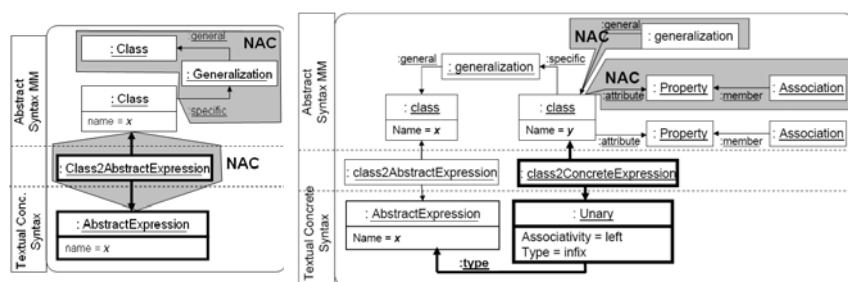 Abstract
Syntax MM
Textual Conc.
Syntax
: Class
:general
NAC
: Generalization
: Class
:specific
name = x
: Class2AbstractExpression
NAC
: AbstractExpression
name = x
Abstract Syntax MM
Textual Concrete
Syntax
:general
NAC
: generalization
:general
:specific
: generalization
NAC
: class
Name = x
: class
Name = y
:attribute
: Property
:member
: Association
:attribute
: Property
:member
: Association
: class2AbstractExpression
: class2ConcreteExpression
: AbstractExpression
Name = x
: Unary
Associativity = left
Type = infix
:type